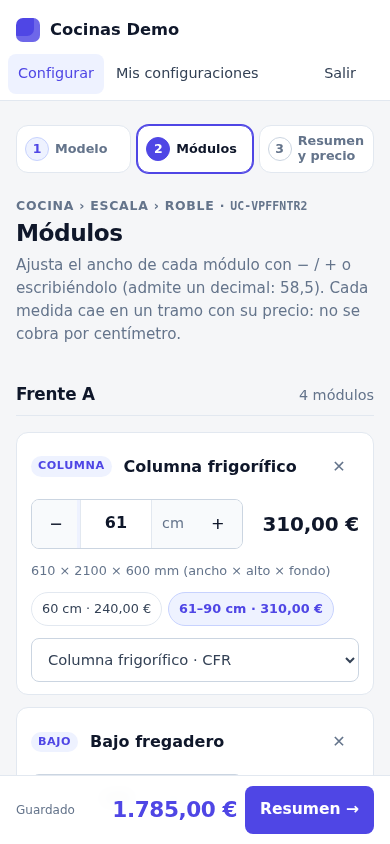 Cocinas Demo
Configurar Mis configuraciones Salir
1 Modelo 2 Módulos 3 Resumen y precio
COCINA › ESCALA › ROBLE · UC-VPFFNTR2
Módulos
Ajusta el ancho de cada módulo con − / + o
escribiéndolo (admite un decimal: 58,5). Cada
medida cae en un tramo con su precio: no se
cobra por centímetro.
Frente A 4 módulos
COLUMNA Columna frigorífico ✕
− 61 cm + 310,00 €
610 × 2100 × 600 mm (ancho × alto × fondo)
60 cm · 240,00 € 61–90 cm · 310,00 €
Columna frigorífico · CFR
BAJO Bajo fregadero ✕
Guardado 1.785,00 € Resumen →